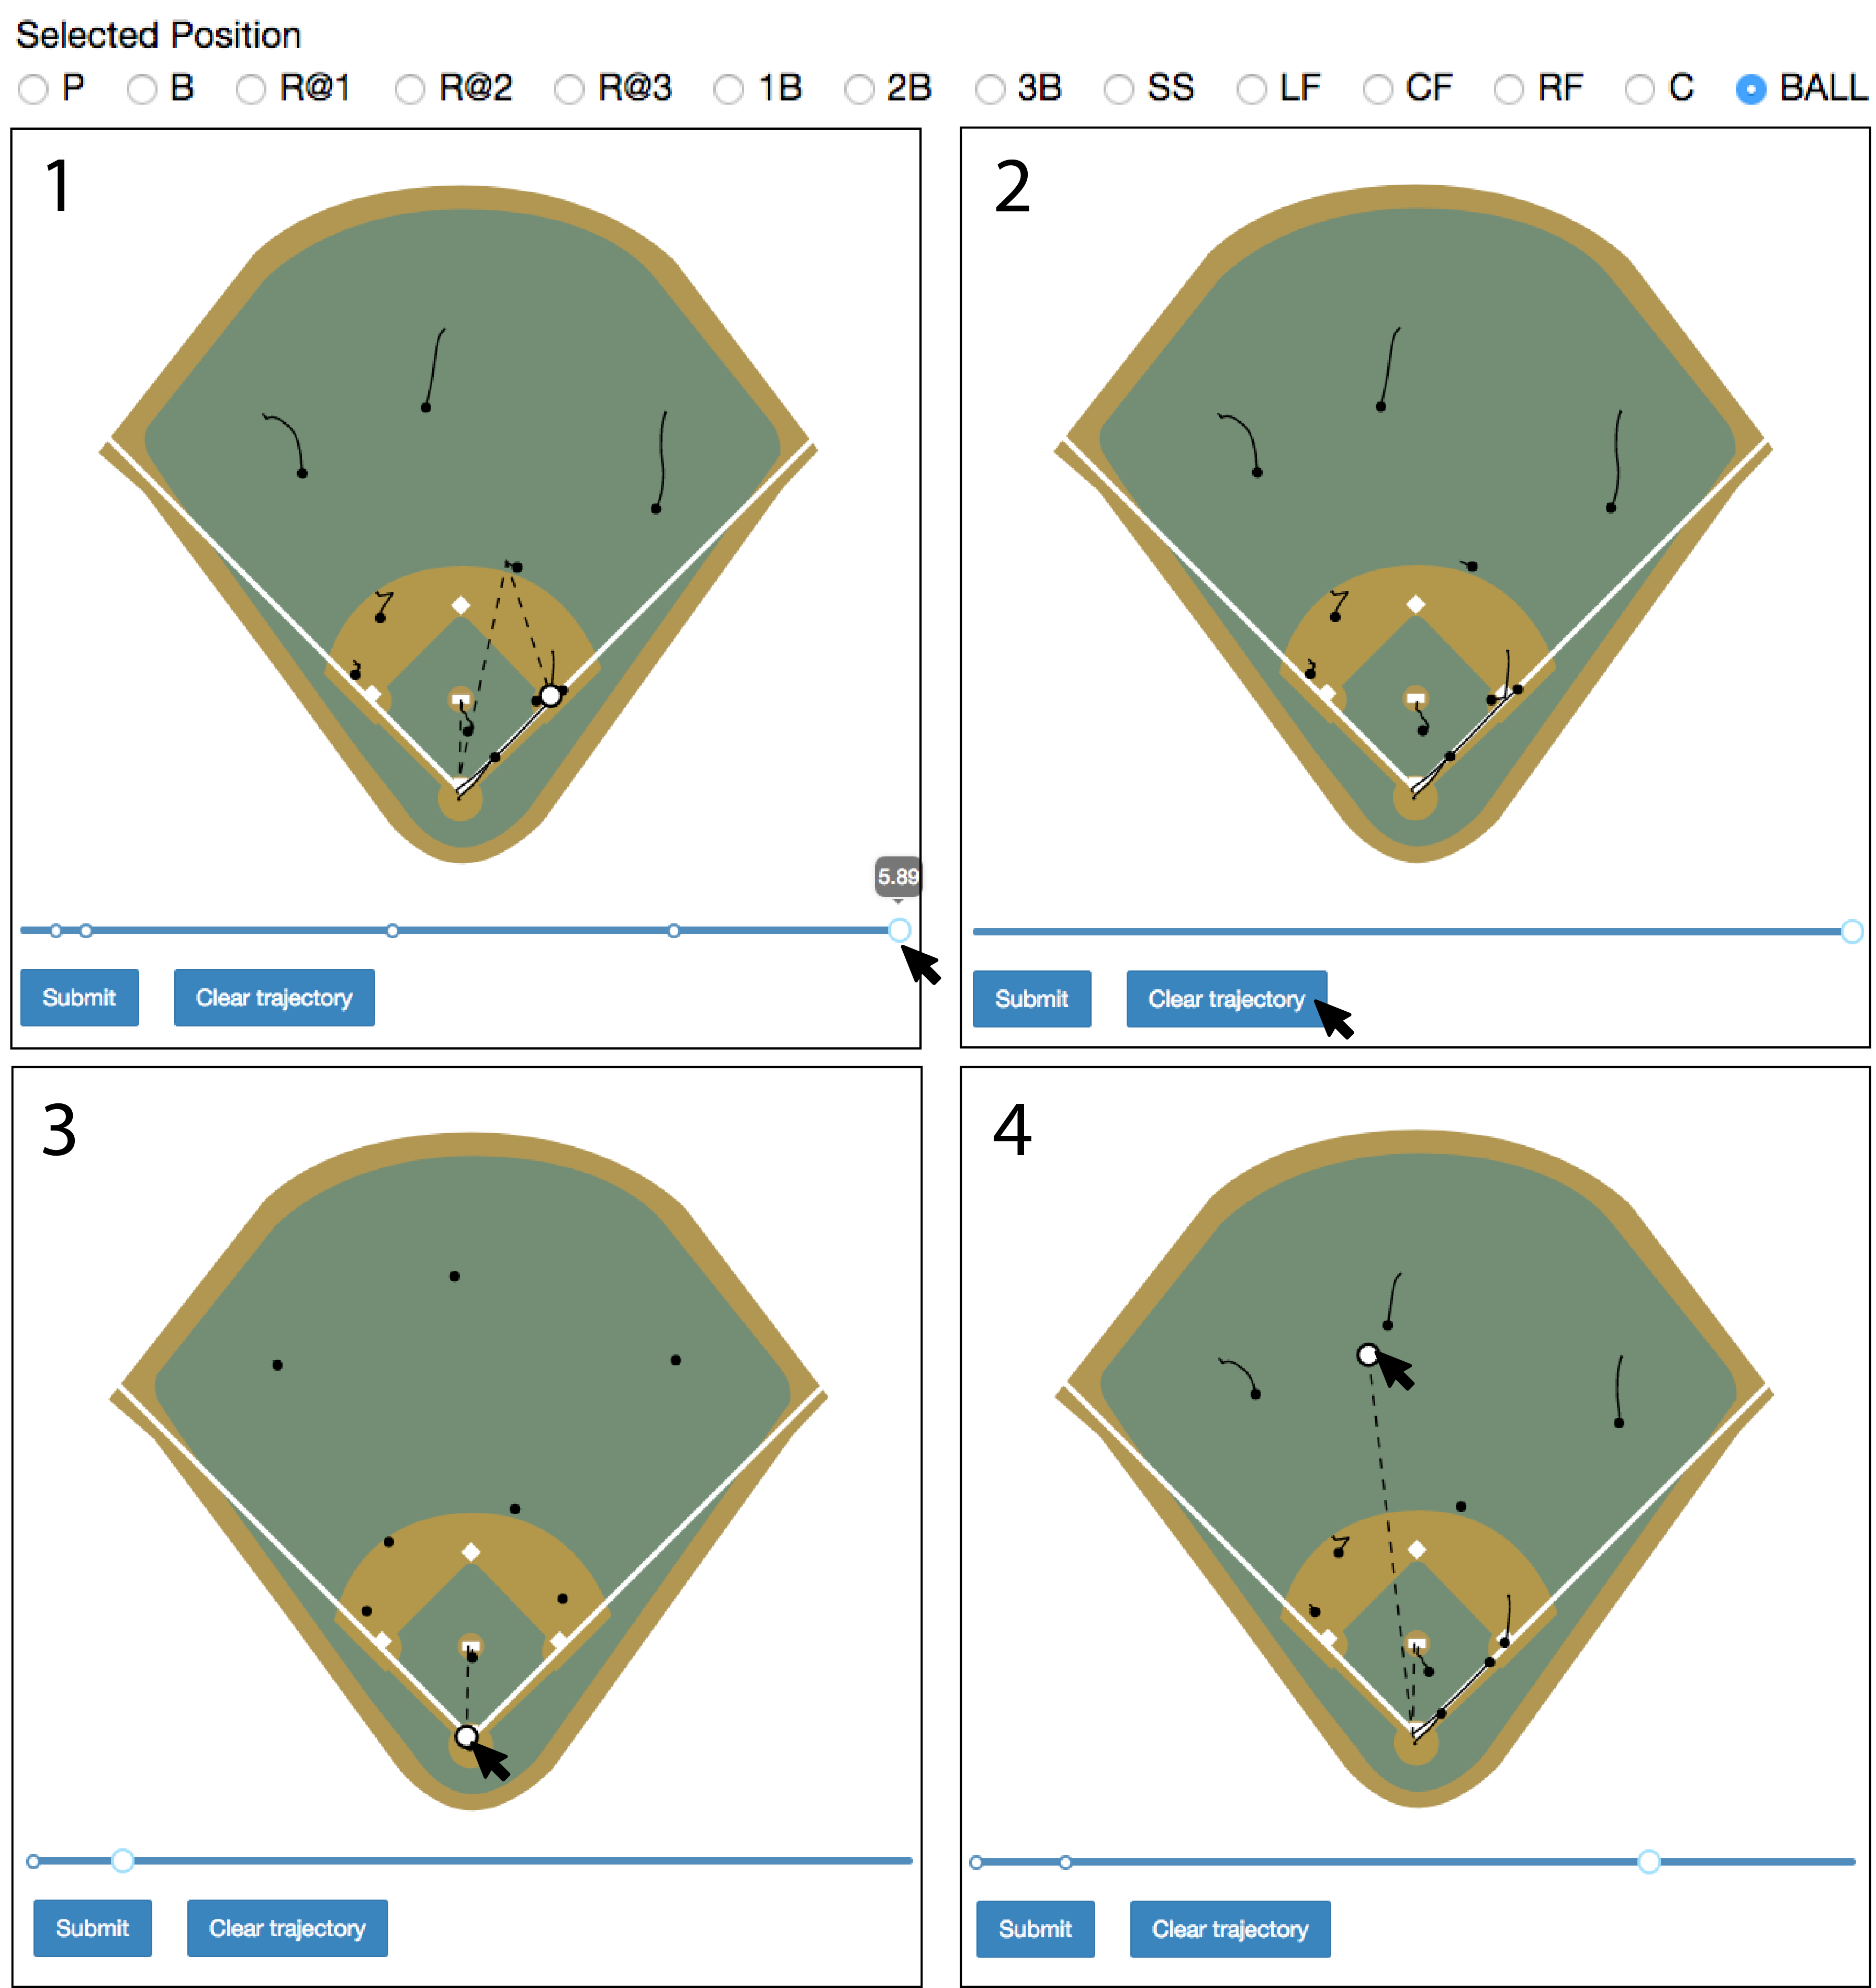 Selected Position
P B R@1 R@2 R@3 1B 2B 3B SS LF CF RF C BALL
1
5.89
Submit Clear trajectory
2
Submit Clear trajectory
3
Submit Clear trajectory
4
Submit Clear trajectory